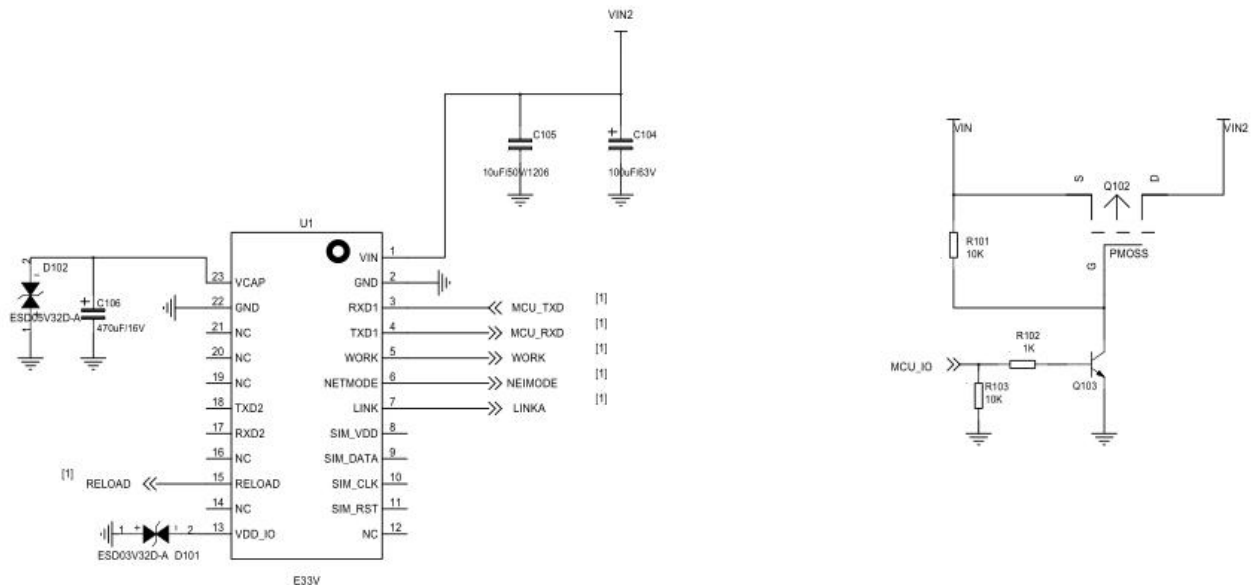 VIN2
C105
10uF/50V/1206
C104
100uF/63V
U1
2
D102
ESD05V32D-A
1
C106
470uF/16V
23 VCAP
22 GND
21 NC
20 NC
19 NC
18 TXD2
17 RXD2
16 NC
[1] RELOAD 15 RELOAD
14 NC
1 2 13 VDD_IO
ESD03V32D-A D101
VIN 1
GND 2
RXD1 3 MCU_TXD [1]
TXD1 4 MCU_RXD [1]
WORK 5 WORK [1]
NETMODE 6 NEIMODE [1]
LINK 7 LINKA [1]
SIM_VDD 8
SIM_DATA 9
SIM_CLK 10
SIM_RST 11
NC 12
E33V
VIN
VIN2
S
Q102
D
R101
10K
G
PMOSS
R102
1K
MCU_IO
R103
10K
Q103